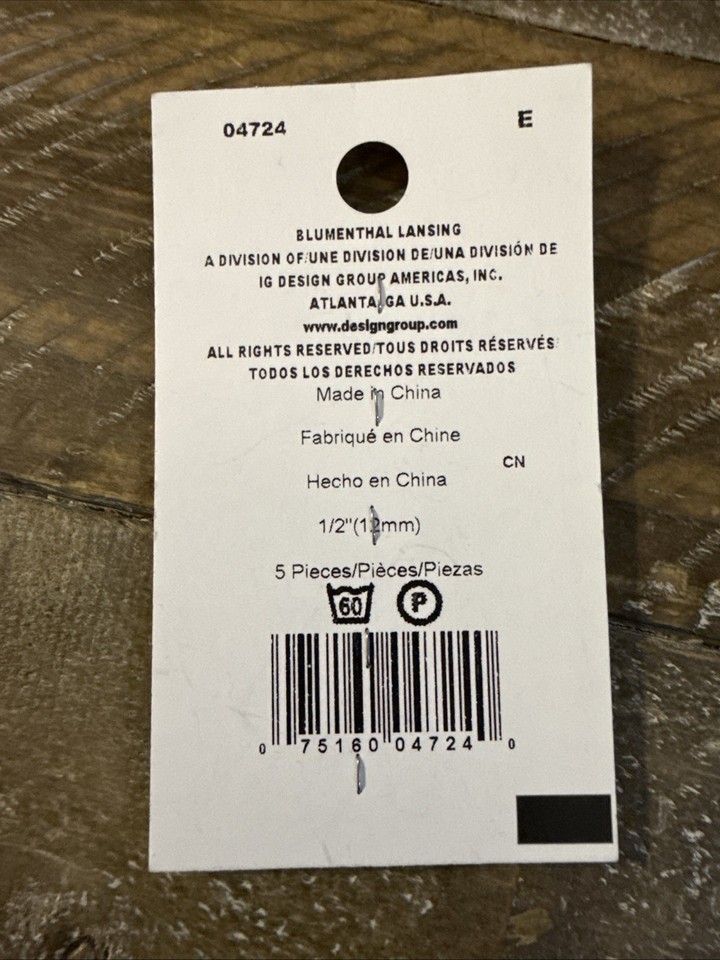 04724 E
BLUMENTHAL LANSING
A DIVISION OF/UNE DIVISION DE/UNA DIVISIÓN DE
IG DESIGN GROUP AMERICAS, INC.
ATLANTA, GA U.S.A.
www.designgroup.com
ALL RIGHTS RESERVED/TOUS DROITS RÉSERVÉS/
TODOS LOS DERECHOS RESERVADOS
Made in China
Fabriqué en Chine
CN
Hecho en China
1/2"(12mm)
5 Pieces/Pièces/Piezas
60 P
0 75160 04724 0